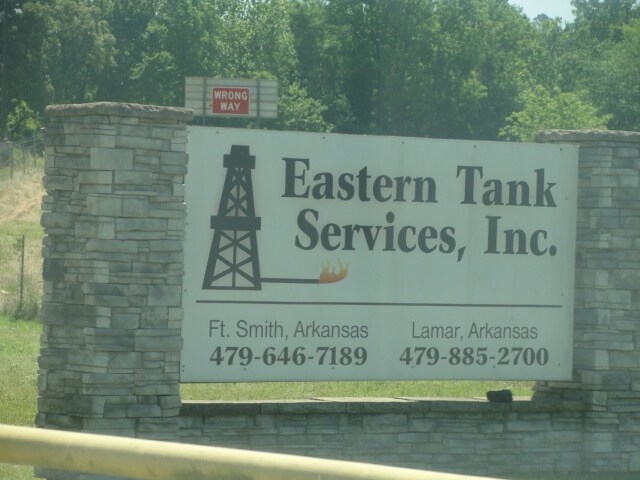 WRONG
WAY
Eastern Tank
Services, Inc.
Ft. Smith, Arkansas
479-646-7189
Lamar, Arkansas
479-885-2700